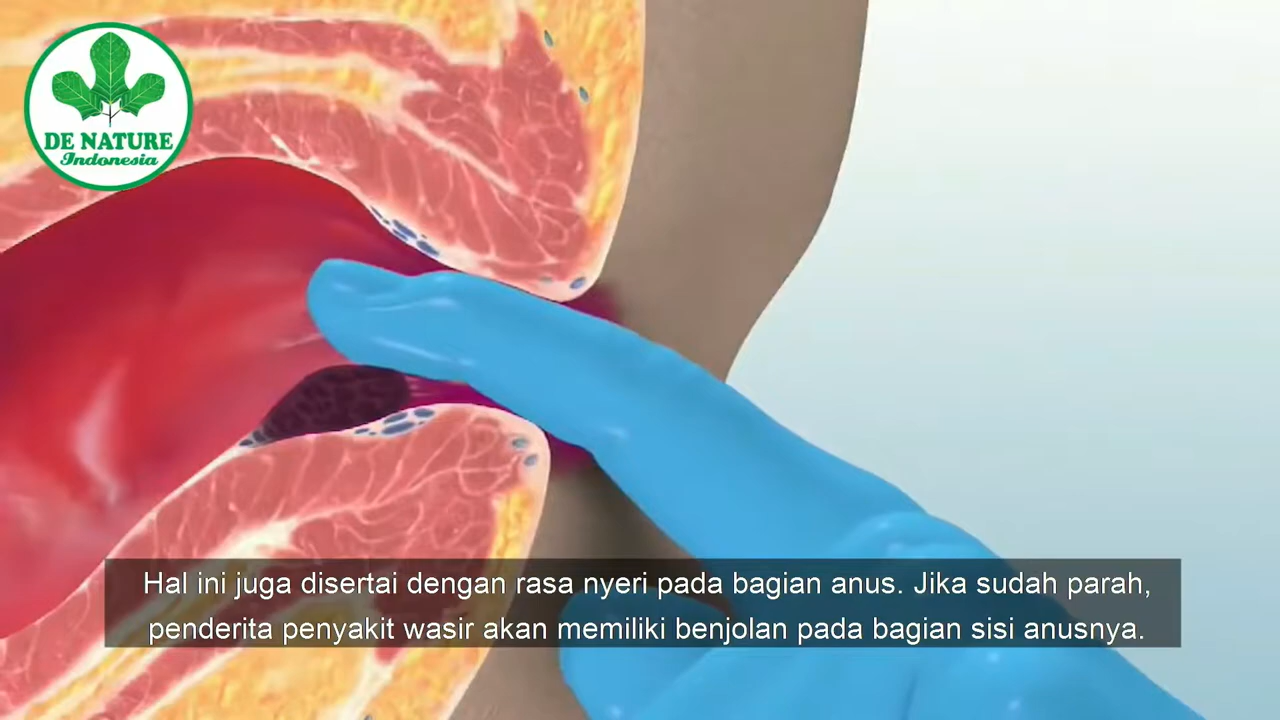 DE NATURE
Indonesia
Hal ini juga disertai dengan rasa nyeri pada bagian anus. Jika sudah parah,
penderita penyakit wasir akan memiliki benjolan pada bagian sisi anusnya.